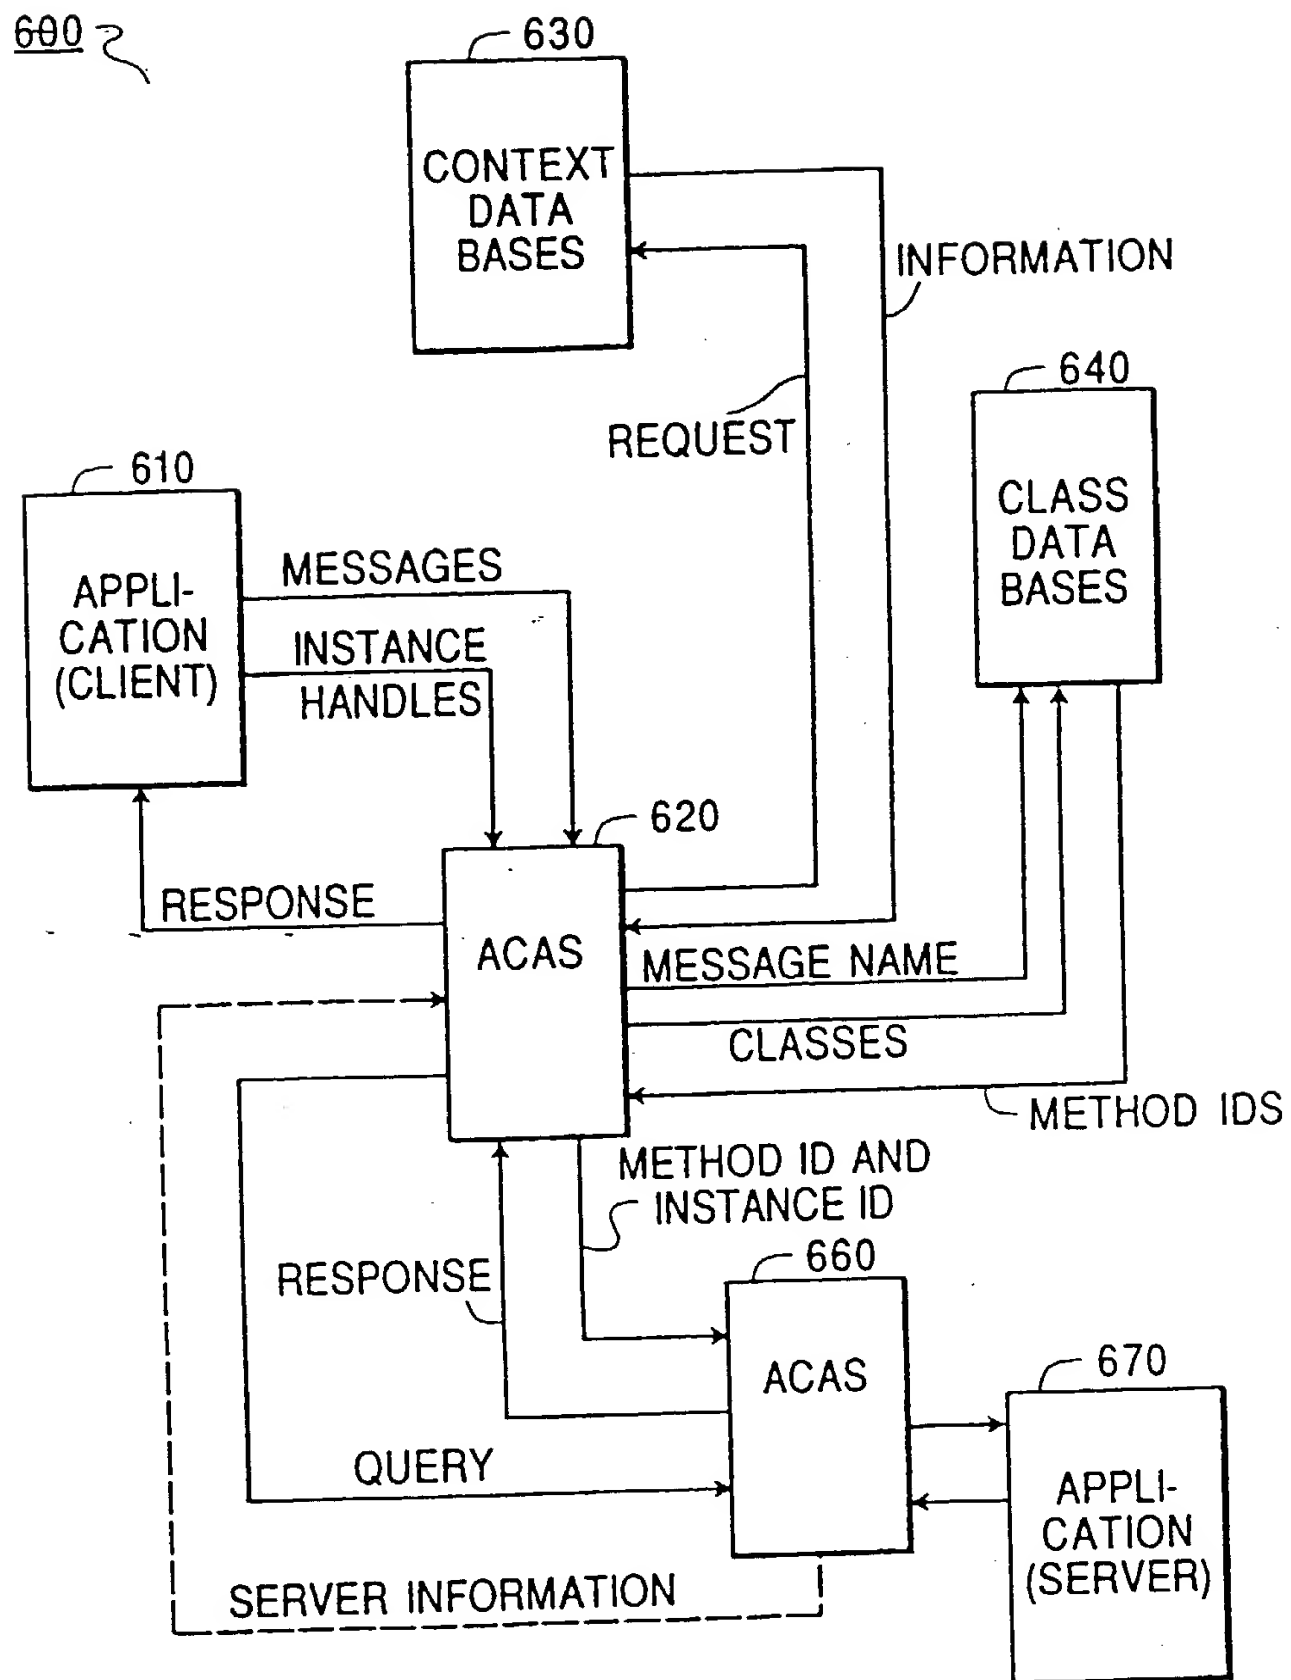 600
630
CONTEXT
DATA
BASES
INFORMATION
640
REQUEST
CLASS
DATA
BASES
610
APPLI-
CATION
(CLIENT)
MESSAGES
INSTANCE
HANDLES
620
RESPONSE
ACAS
MESSAGE NAME
CLASSES
METHOD IDS
METHOD ID AND
INSTANCE ID
RESPONSE
660
ACAS
670
QUERY
APPLI-
CATION
(SERVER)
SERVER INFORMATION